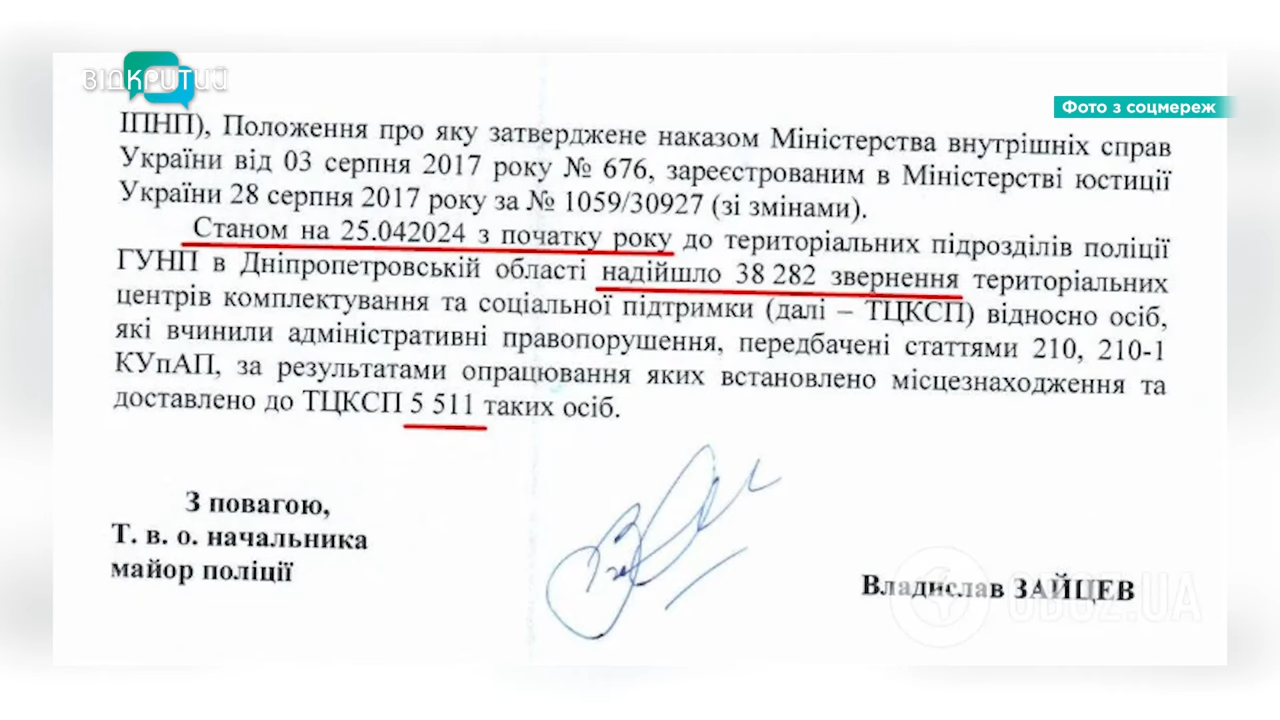 ВІДКРИТИЙ
Фото з соцмереж
ІПНП), Положення про яку затверджене наказом Міністерства внутрішніх справ
України від 03 серпня 2017 року № 676, зареєстрованим в Міністерстві юстиції
України 28 серпня 2017 року за № 1059/30927 (зі змінами).
Станом на 25.042024 з початку року до територіальних підрозділів поліції
ГУНП в Дніпропетровській області надійшло 38 282 звернення територіальних
центрів комплектування та соціальної підтримки (далі – ТЦКСП) відносно осіб,
які вчинили адміністративні правопорушення, передбачені статтями 210, 210-1
КУпАП, за результатами опрацювання яких встановлено місцезнаходження та
доставлено до ТЦКСП 5 511 таких осіб.
З повагою,
Т. в. о. начальника
майор поліції
Владислав ЗАЙЦЕВ
OBOZ.UA